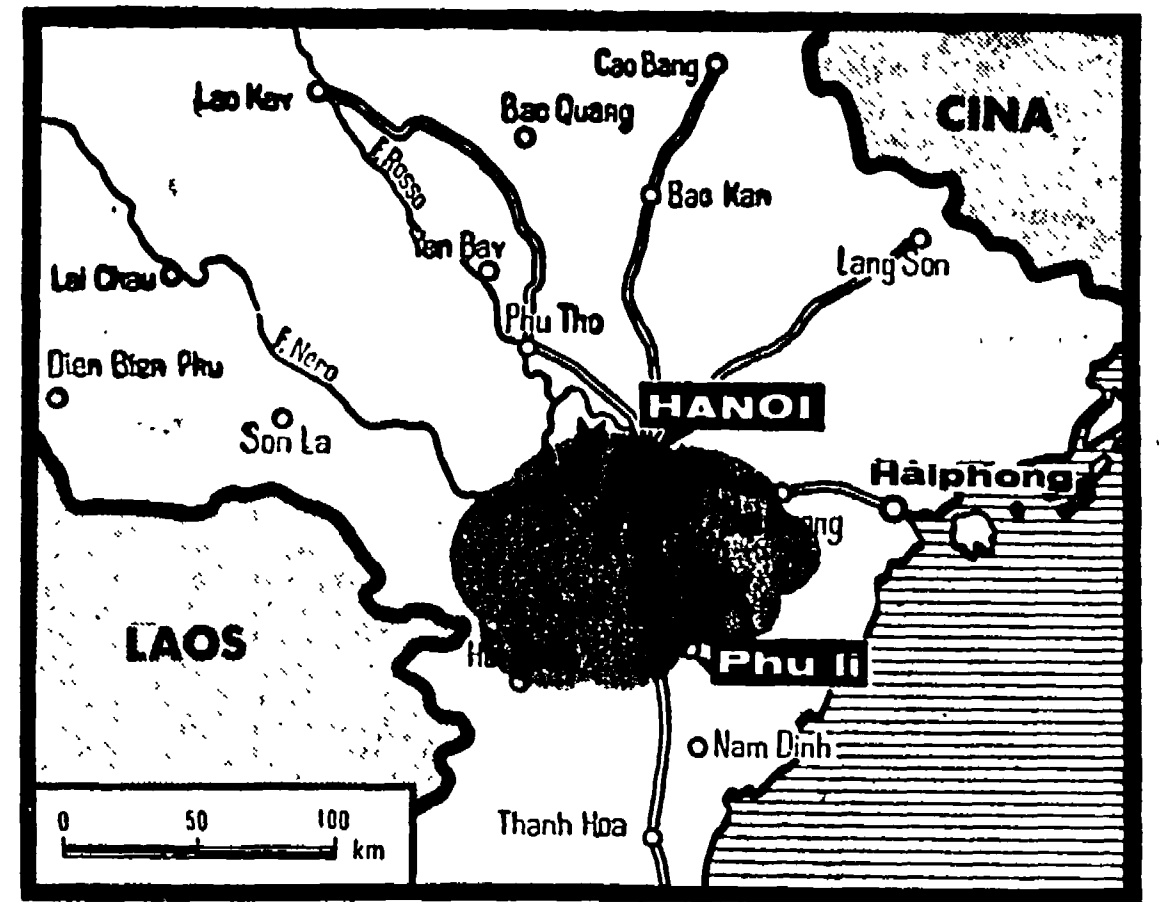 Cao Bang
Lao Kay
Bao Quang
CINA
F. Rosso
Bao Kan
Yen Bay
Lang Son
Lai Chau
Phu Tho
F. Nero
Dien Bien Phu
HANOI
Son La
Haiphong
LAOS
Phu li
Nam Dinh
Thanh Hoa
0 50 100
km